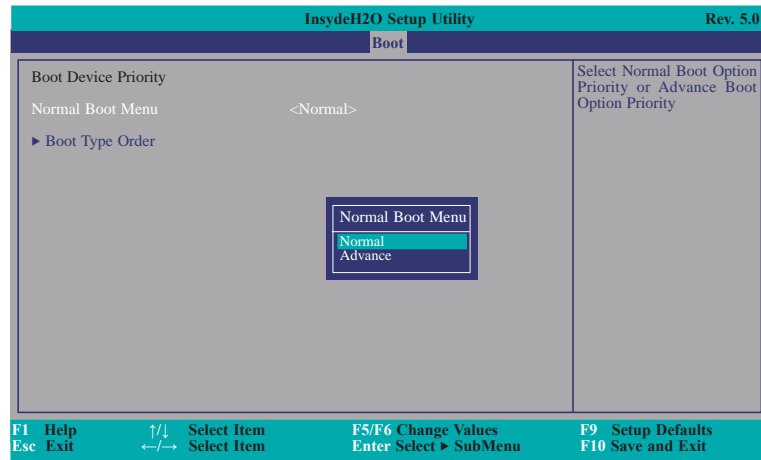 InsydeH2O Setup Utility Rev. 5.0
Boot
Boot Device Priority
Normal Boot Menu <Normal>
▶ Boot Type Order
Select Normal Boot Option
Priority or Advance Boot
Option Priority
Normal Boot Menu
Normal
Advance
F1 Help ↑/↓ Select Item F5/F6 Change Values F9 Setup Defaults
Esc Exit ←/→ Select Item Enter Select ▶ SubMenu F10 Save and Exit